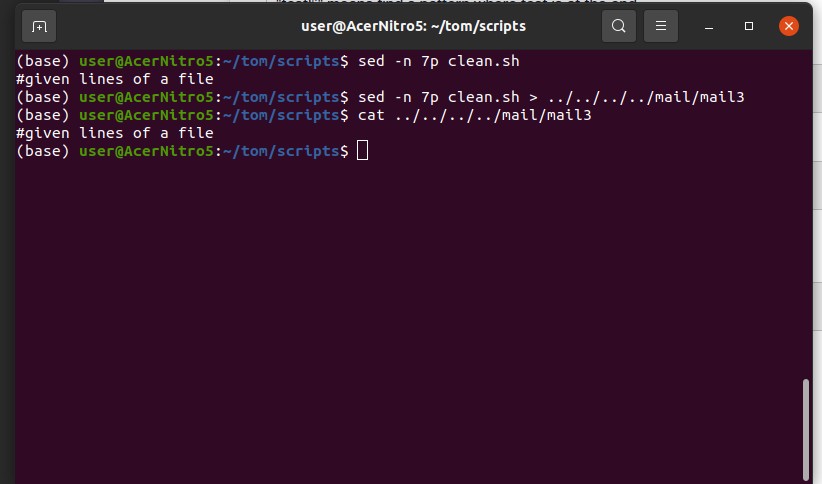 user@AcerNitro5: ~/tom/scripts
(base) user@AcerNitro5:~/tom/scripts$ sed -n 7p clean.sh
#given lines of a file
(base) user@AcerNitro5:~/tom/scripts$ sed -n 7p clean.sh > ../../../../mail/mail3
(base) user@AcerNitro5:~/tom/scripts$ cat ../../../../mail/mail3
#given lines of a file
(base) user@AcerNitro5:~/tom/scripts$